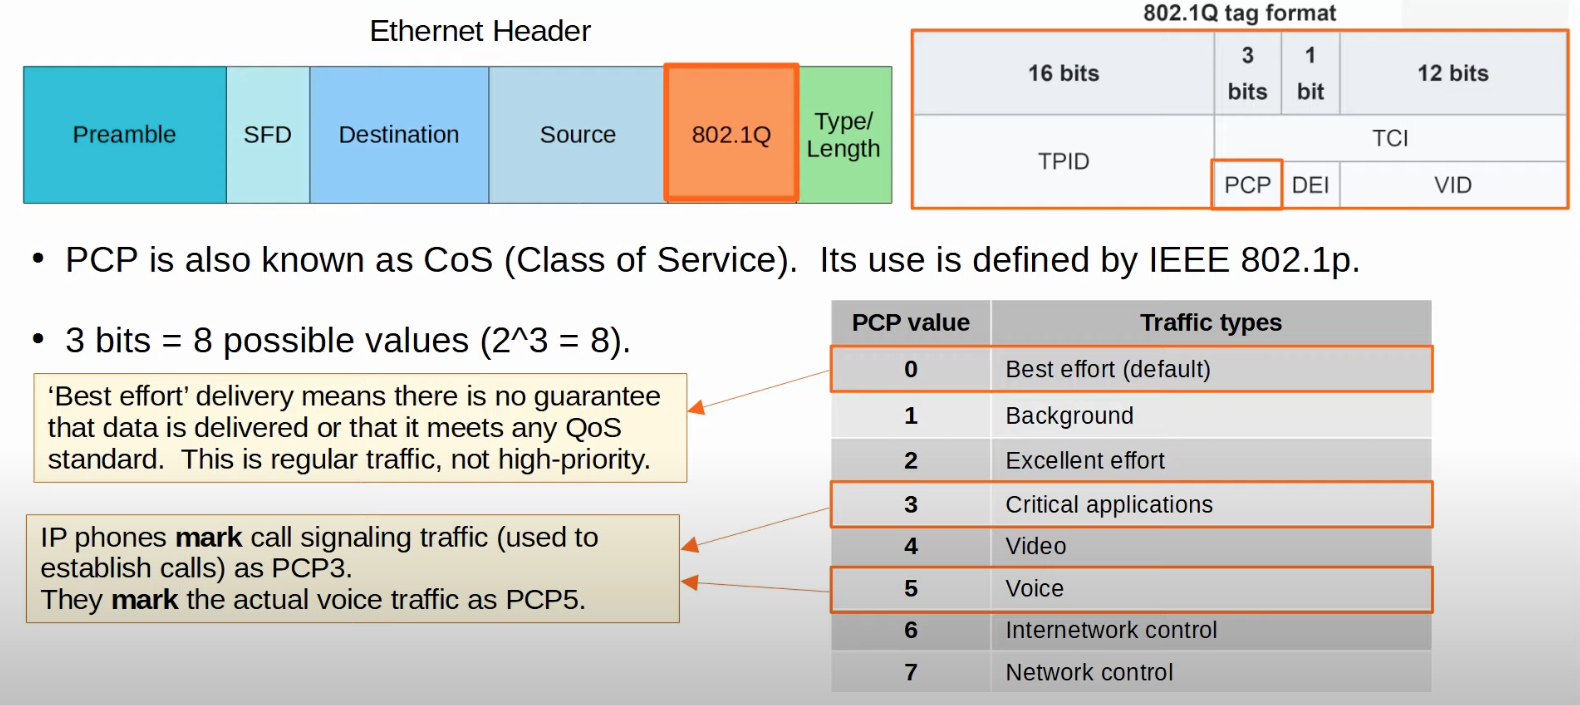 Ethernet Header
Preamble
SFD
Destination
Source
802.1Q
Type/
Length
802.1Q tag format
16 bits
3
bits
1
bit
12 bits
TPID
TCI
PCP
DEI
VID
• PCP is also known as CoS (Class of Service).  Its use is defined by IEEE 802.1p.
• 3 bits = 8 possible values (2^3 = 8).
‘Best effort’ delivery means there is no guarantee
that data is delivered or that it meets any QoS
standard.  This is regular traffic, not high-priority.
IP phones mark call signaling traffic (used to
establish calls) as PCP3.
They mark the actual voice traffic as PCP5.
PCP value Traffic types
0 Best effort (default)
1 Background
2 Excellent effort
3 Critical applications
4 Video
5 Voice
6 Internetwork control
7 Network control